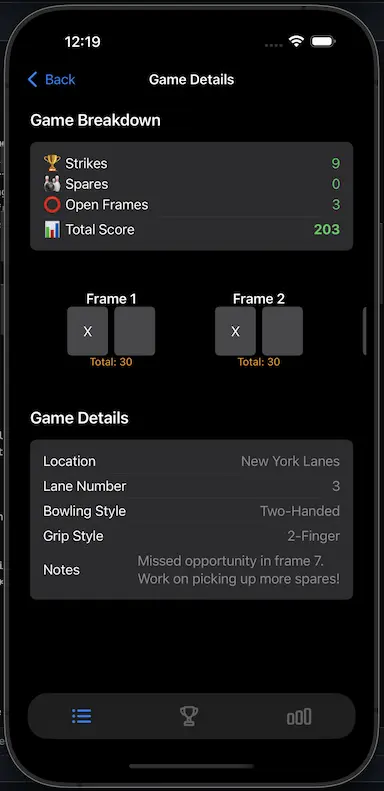 12:19
Back
Game Details
Game Breakdown
Strikes 9
Spares 0
Open Frames 3
Total Score 203
Frame 1 Frame 2
X X
Total: 30 Total: 30
Game Details
Location New York Lanes
Lane Number 3
Bowling Style Two-Handed
Grip Style 2-Finger
Notes Missed opportunity in frame 7.
Work on picking up more spares!